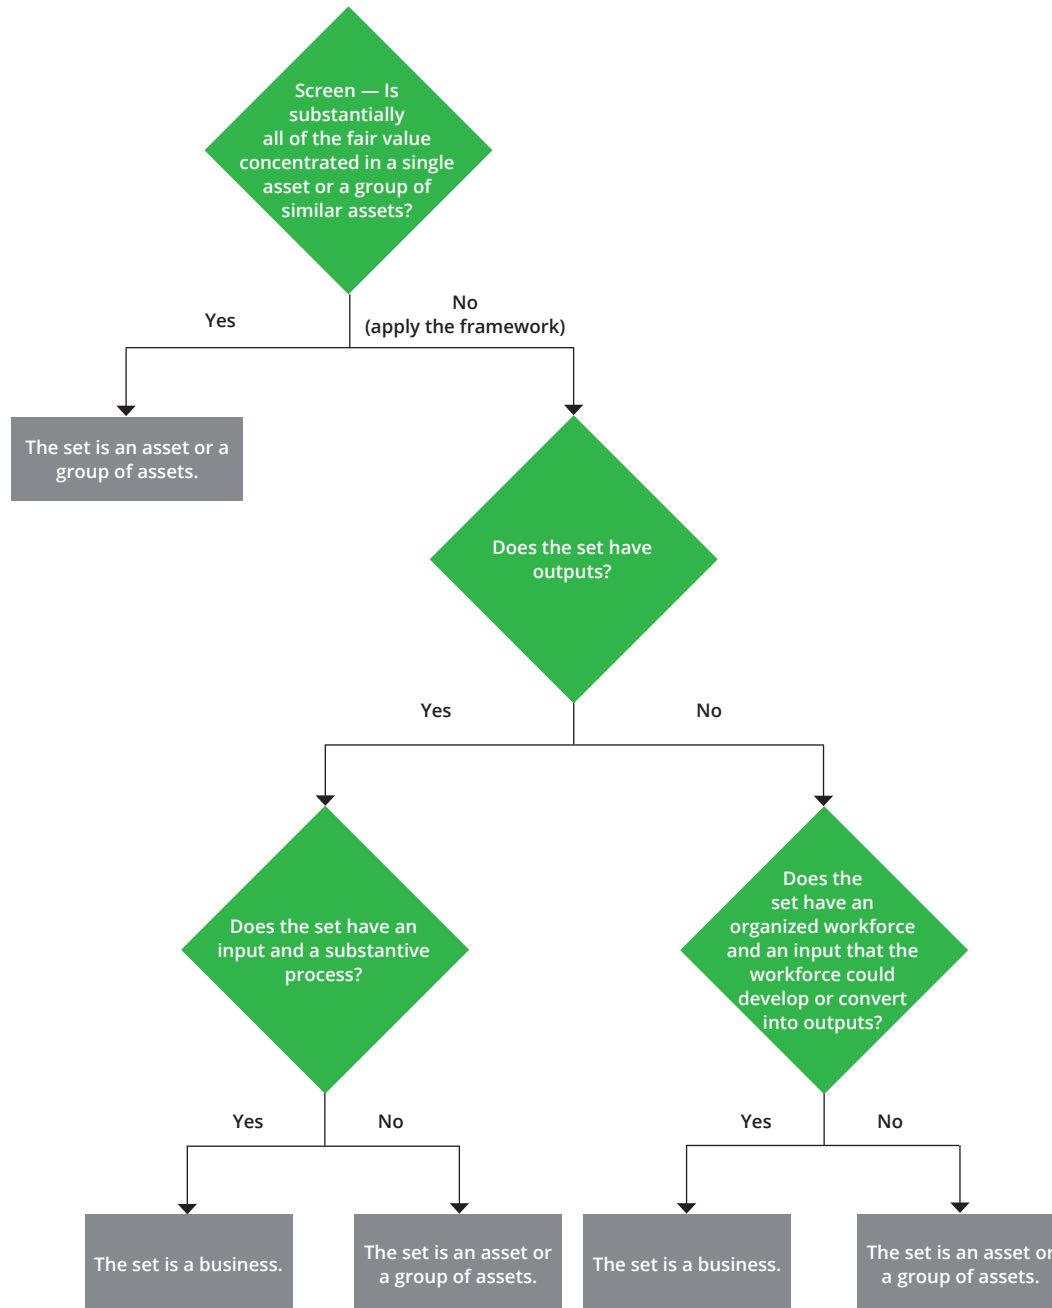 Screen — Is
substantially
all of the fair value
concentrated in a single
asset or a group of
similar assets?
Yes
No
(apply the framework)
The set is an asset or a
group of assets.
Does the set have
outputs?
Yes
No
Does the set have an
input and a substantive
process?
Does the
set have an
organized workforce
and an input that the
workforce could
develop or convert
into outputs?
Yes
No
Yes
No
The set is a business.
The set is an asset or
a group of assets.
The set is a business.
The set is an asset or
a group of assets.